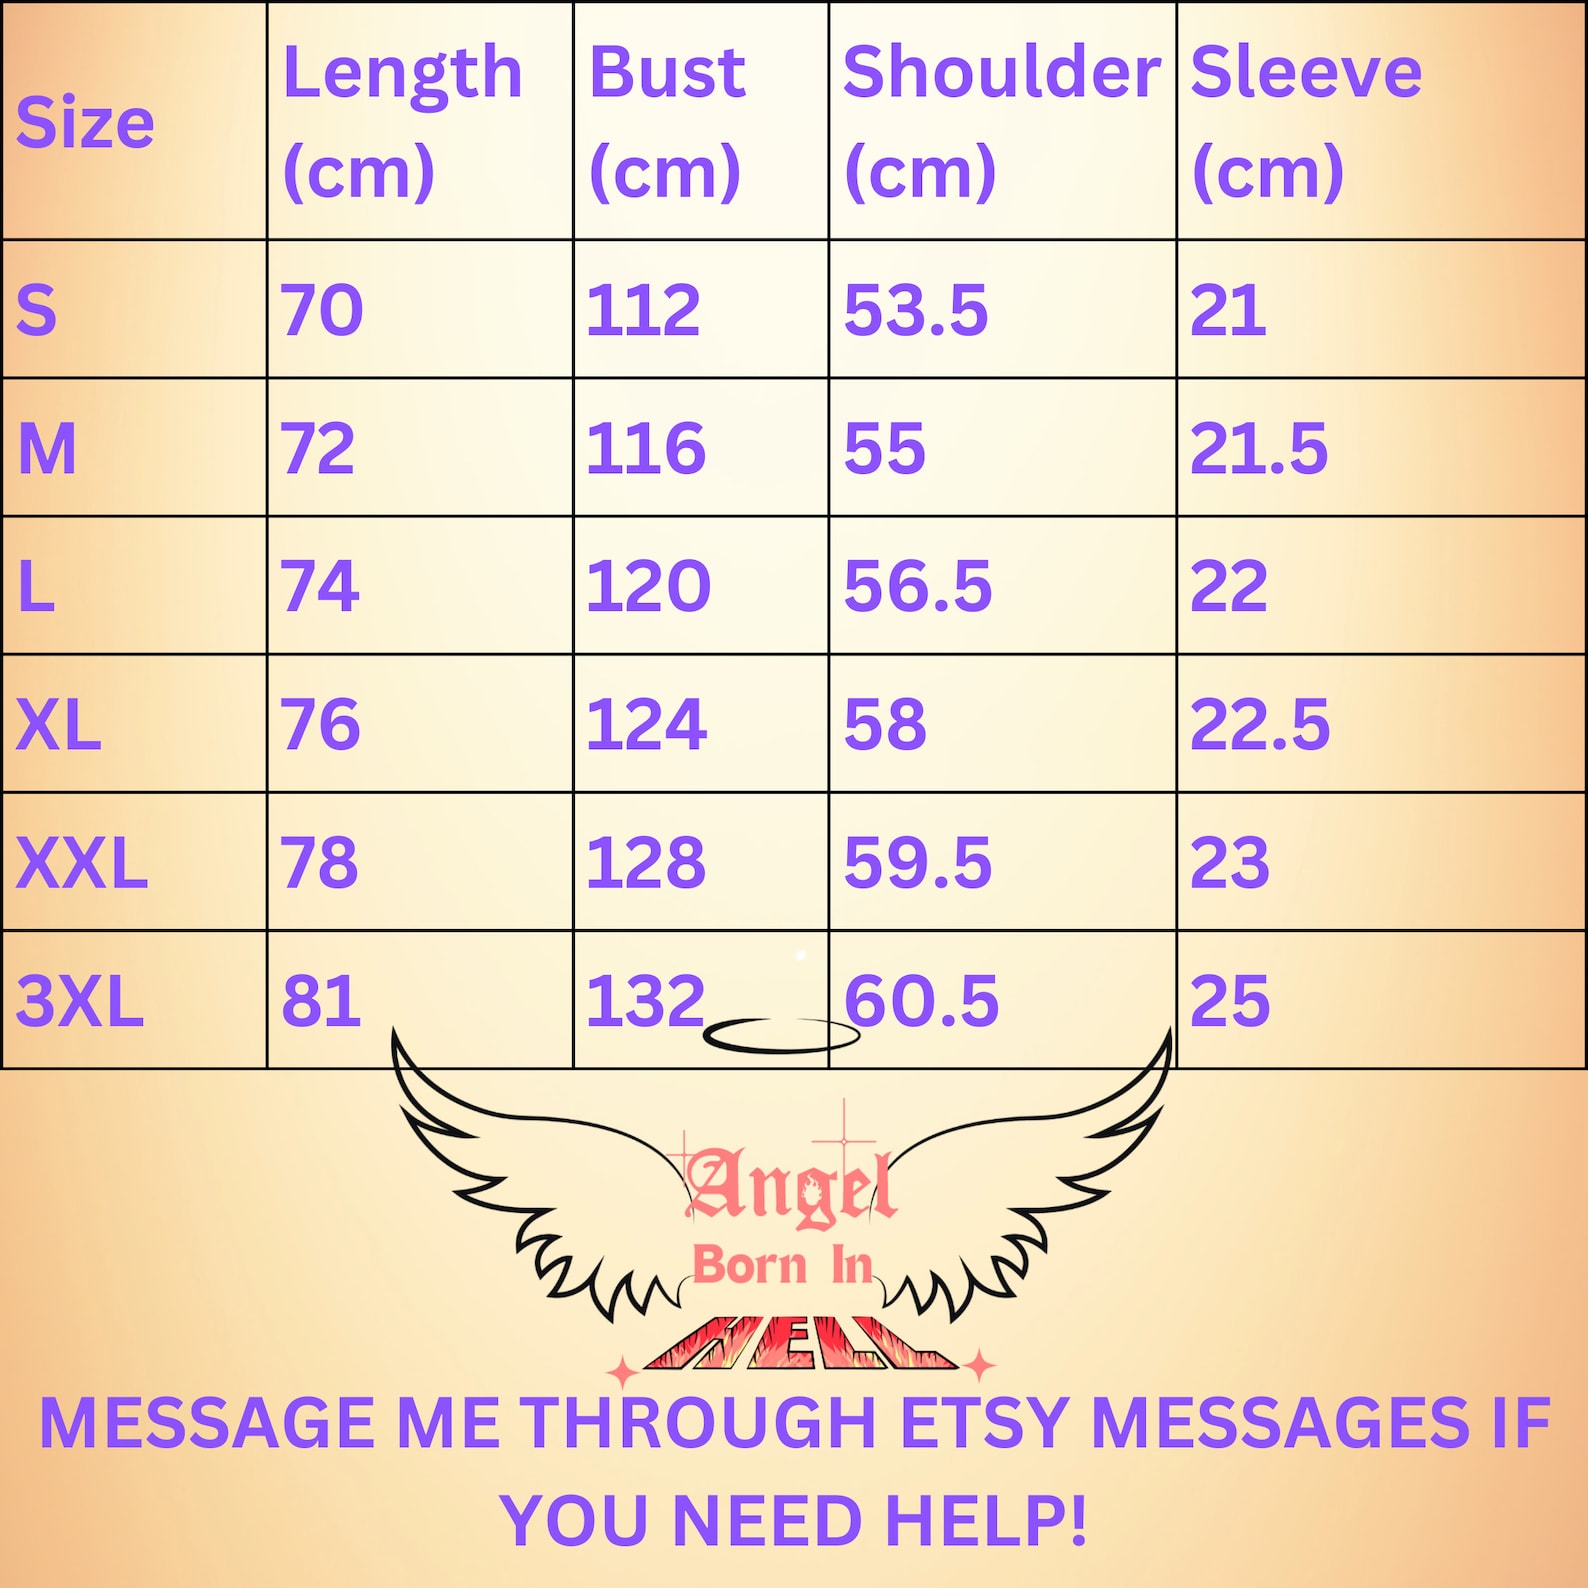 Size Length (cm) Bust (cm) Shoulder (cm) Sleeve (cm)
S 70 112 53.5 21
M 72 116 55 21.5
L 74 120 56.5 22
XL 76 124 58 22.5
XXL 78 128 59.5 23
3XL 81 132 60.5 25
Angel
Born In
HELL
MESSAGE ME THROUGH ETSY MESSAGES IF
YOU NEED HELP!